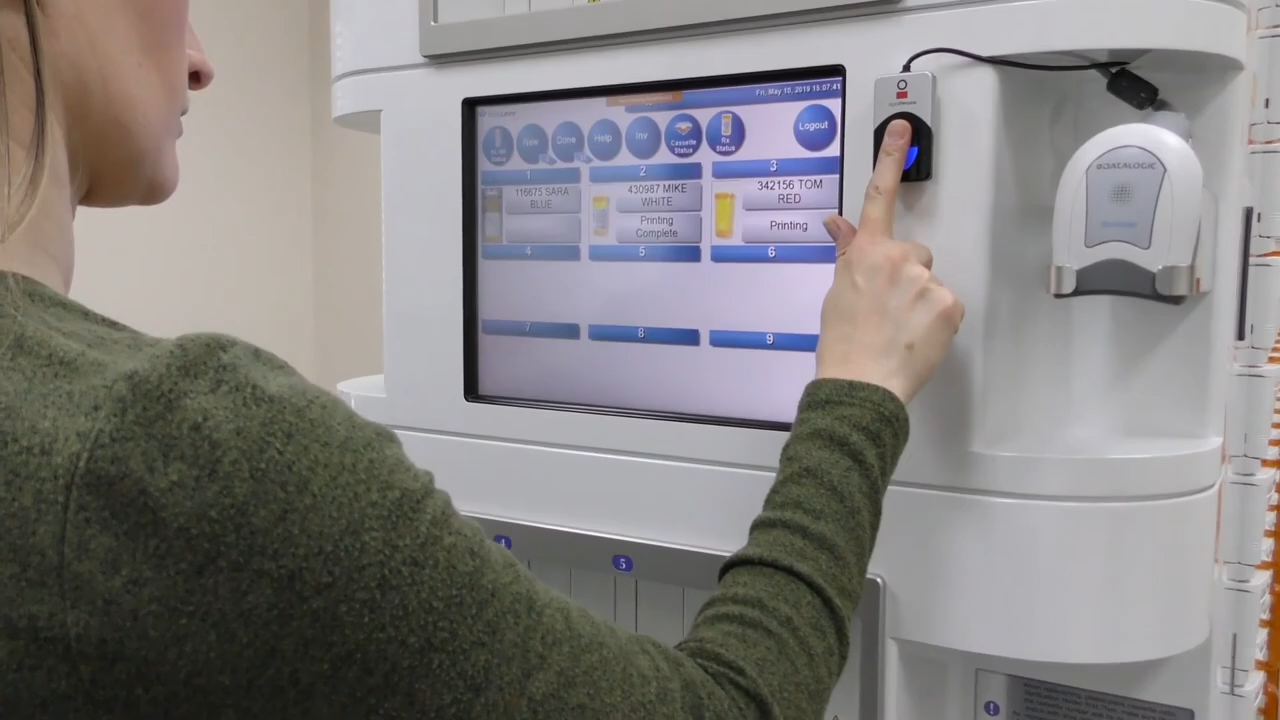 Fri, May 10, 2019 15:07:41
New
Done
Help
Inv
Cassette
Status
Rx
Status
Logout
1
2
3
116675 SARA
BLUE
430987 MIKE
WHITE
342156 TOM
RED
Printing
Complete
Printing
4
5
6
7
8
9
DATALOGIC
4
5